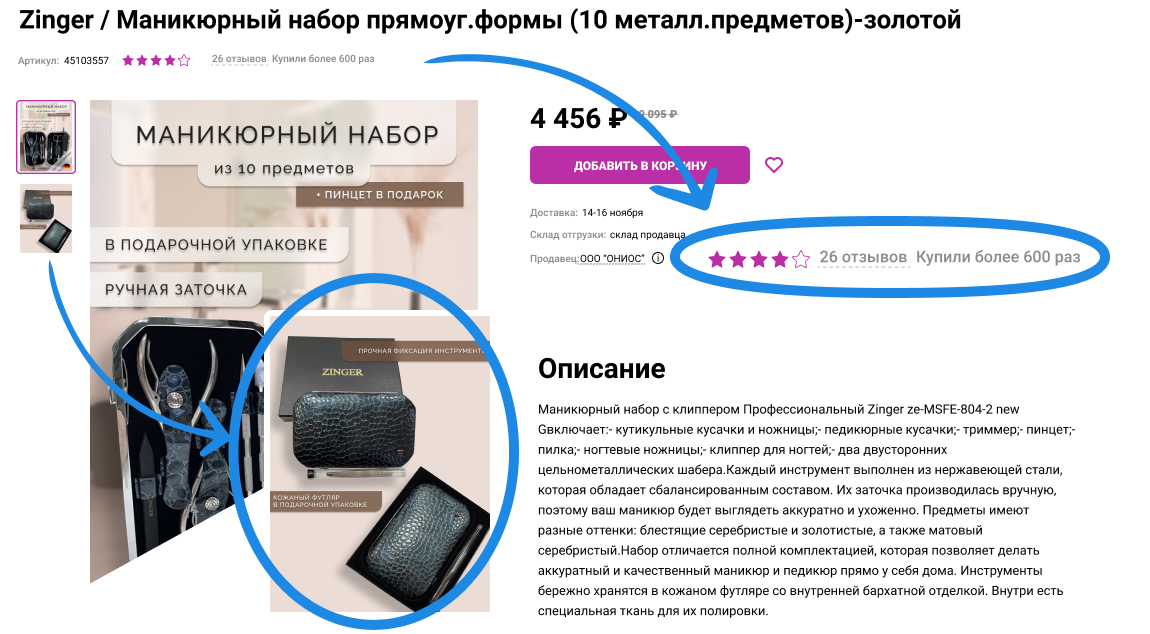 Zinger / Маникюрный набор прямоуг.формы (10 металл.предметов)-золотой
Артикул: 45103557
26 отзывов Купили более 600 раз
МАНИКЮРНЫЙ НАБОР
из 10 предметов
+ ПИНЦЕТ В ПОДАРОК
В ПОДАРОЧНОЙ УПАКОВКЕ
РУЧНАЯ ЗАТОЧКА
ПРОЧНАЯ ФИКСАЦИЯ ИНСТРУМЕНТА
ZINGER
КОЖАНЫЙ ФУТЛЯР
В ПОДАРОЧНОЙ УПАКОВКЕ
4 456 ₽
095 ₽
ДОБАВИТЬ В КОРЗИНУ
Доставка: 14-16 ноября
Склад отгрузки: склад продавца
Продавец: ООО "ОНИОС"
26 отзывов Купили более 600 раз
Описание
Маникюрный набор с клиппером Профессиональный Zinger ze-MSFE-804-2 new
Gвключает:- кутикульные кусачки и ножницы;- педикюрные кусачки;- триммер;- пинцет;-
пилка;- ногтевые ножницы;- клиппер для ногтей;- два двусторонних
цельнометаллических шабера.Каждый инструмент выполнен из нержавеющей стали,
которая обладает сбалансированным составом. Их заточка производилась вручную,
поэтому ваш маникюр будет выглядеть аккуратно и ухоженно. Предметы имеют
разные оттенки: блестящие серебристые и золотистые, а также матовый
серебристый.Набор отличается полной комплектацией, которая позволяет делать
аккуратный и качественный маникюр и педикюр прямо у себя дома. Инструменты
бережно хранятся в кожаном футляре со внутренней бархатной отделкой. Внутри есть
специальная ткань для их полировки.